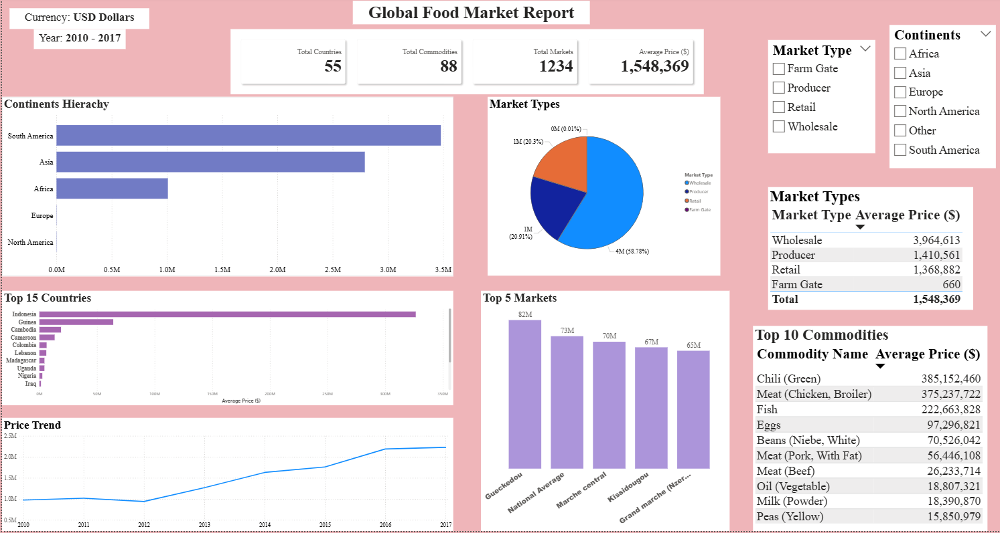 Global Food Market Report
Currency: USD Dollars
Year: 2010 - 2017
Total Countries
55
Total Commodities
88
Total Markets
1234
Average Price ($)
1,548,369
Market Type
Farm Gate
Producer
Retail
Wholesale
Continents
Africa
Asia
Europe
North America
Other
South America
Continents Hierachy
South America
Asia
Africa
Europe
North America
0.0M 0.5M 1.0M 1.5M 2.0M 2.5M 3.0M 3.5M
Market Types
0M (0.01%)
1M (20.3%)
1M
(20.91%)
4M (58.78%)
Market Type
Wholesale
Producer
Retail
Farm Gate
Market Types
Market Type Average Price ($)
Wholesale 3,964,613
Producer 1,410,561
Retail 1,368,882
Farm Gate 660
Total 1,548,369
Top 15 Countries
Indonesia
Guinea
Cambodia
Cameroon
Colombia
Lebanon
Madagascar
Uganda
Nigeria
Iraq
0M 50M 100M 150M 200M 250M 300M 350M
Average Price ($)
Top 5 Markets
82M
73M
70M
67M
65M
Gueckedou
National Average
Marche central
Kissidougou
Grand marche (Nzer...
Top 10 Commodities
Commodity Name Average Price ($)
Chili (Green) 385,152,460
Meat (Chicken, Broiler) 375,237,722
Fish 222,663,828
Eggs 97,296,821
Beans (Niebe, White) 70,526,042
Meat (Pork, With Fat) 56,446,108
Meat (Beef) 26,233,714
Oil (Vegetable) 18,807,321
Milk (Powder) 18,390,870
Peas (Yellow) 15,850,979
Price Trend
2.5M
2.0M
1.5M
1.0M
0.5M
2010 2011 2012 2013 2014 2015 2016 2017